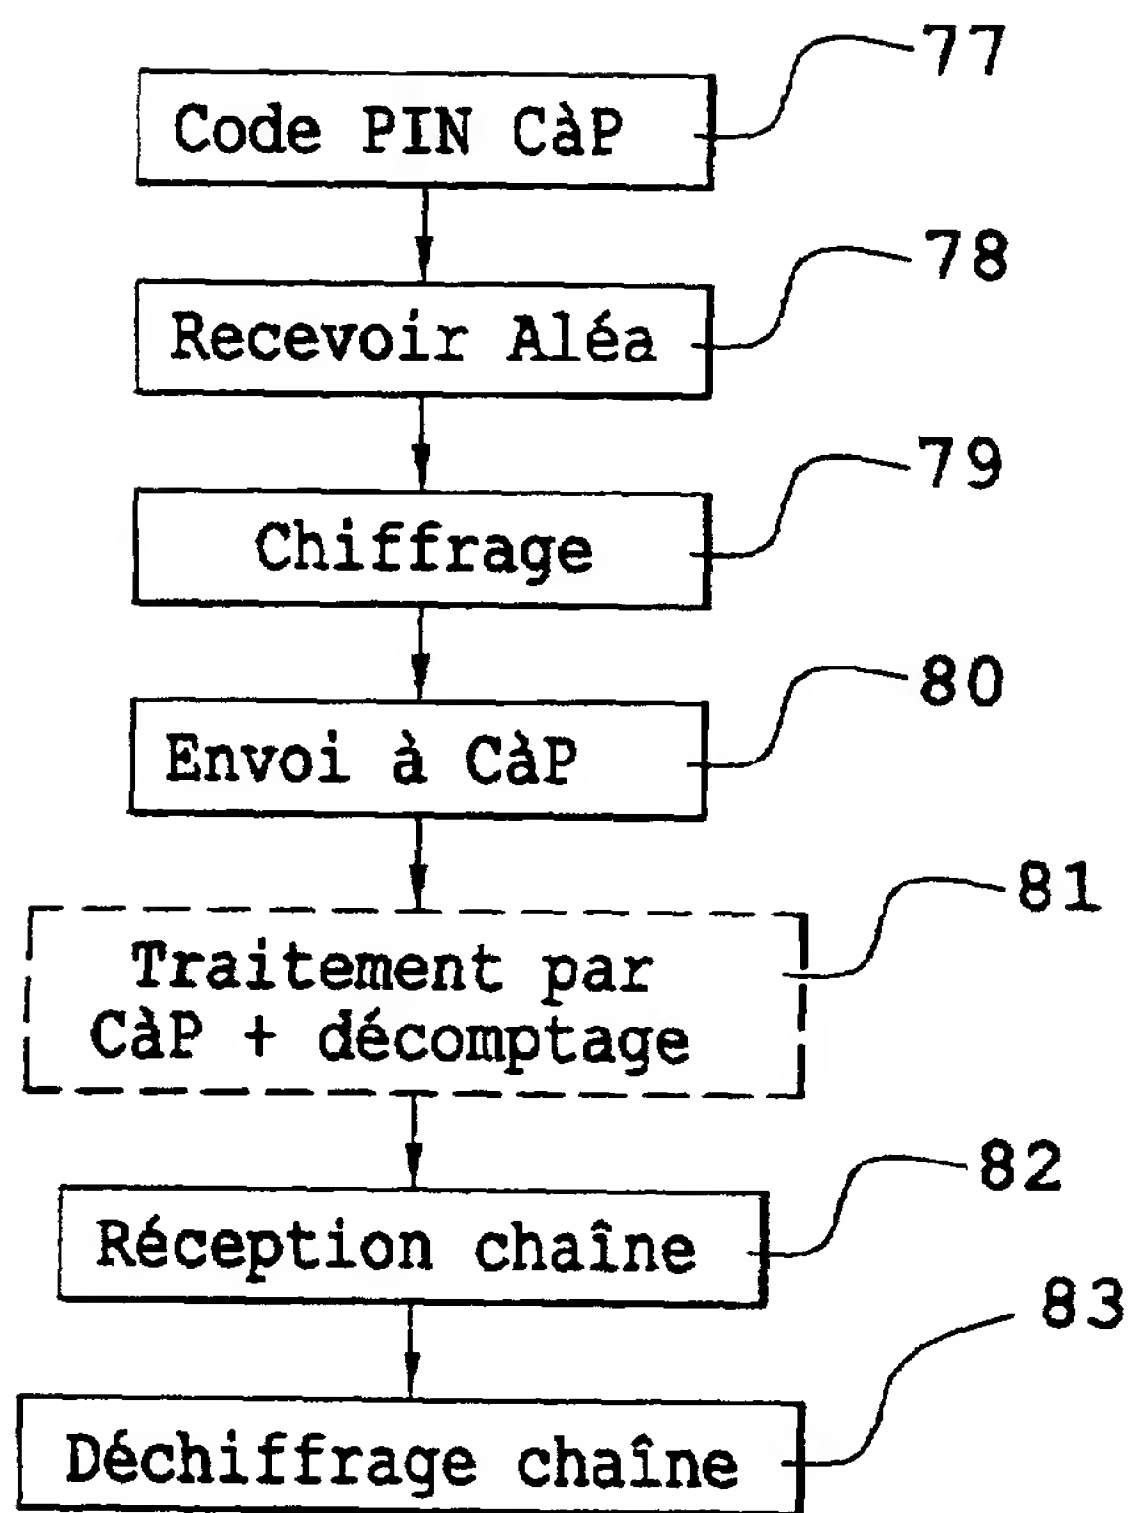 77
Code PIN CàP
78
Recevoir Aléa
79
Chiffrage
80
Envoi à CàP
81
Traitement par
CàP + décomptage
82
Réception chaîne
83
Déchiffrage chaîne